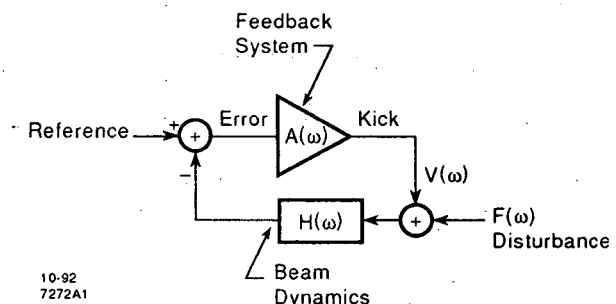 Feedback
System
+
Reference
+
Error
A(ω)
Kick
−
V(ω)
H(ω)
+
F(ω)
Disturbance
Beam
Dynamics
10-92
7272A1